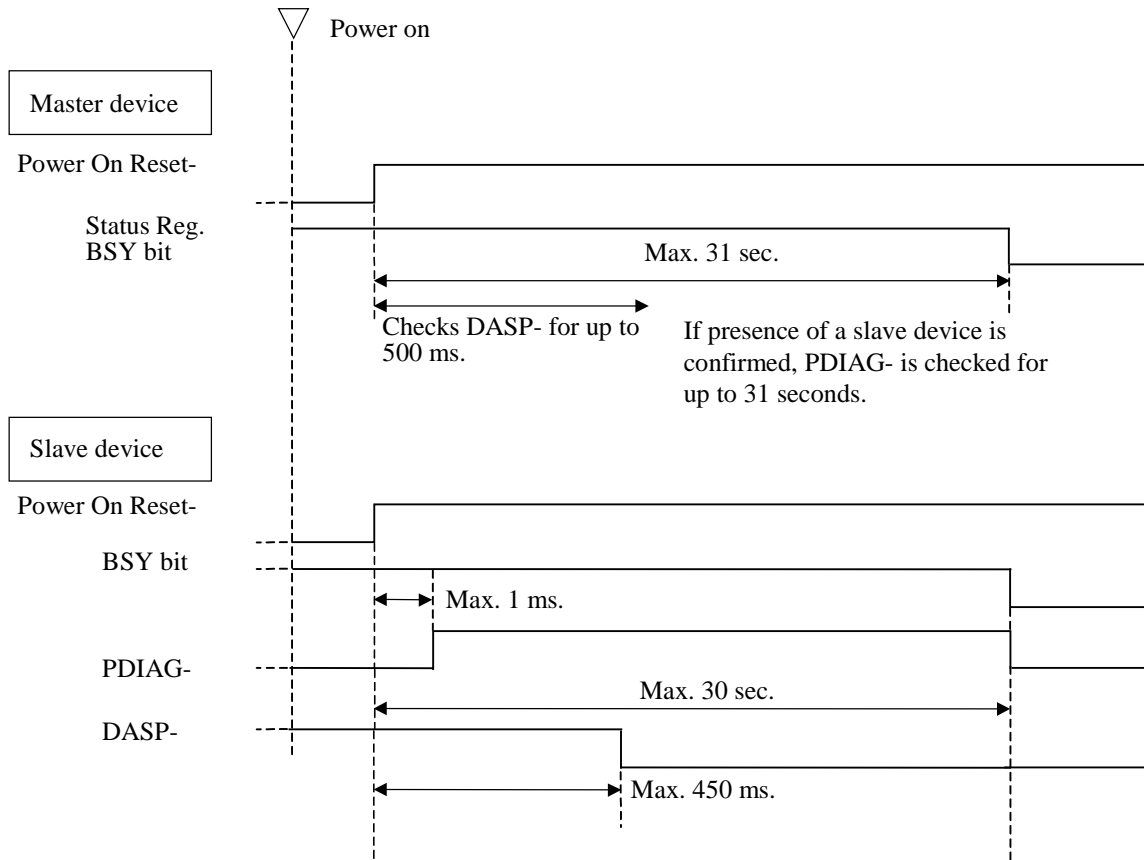 Power on
Master device
Power On Reset-
Status Reg.
BSY bit
Max. 31 sec.
Checks DASP- for up to
500 ms.
If presence of a slave device is
confirmed, PDIAG- is checked for
up to 31 seconds.
Slave device
Power On Reset-
BSY bit
Max. 1 ms.
PDIAG-
Max. 30 sec.
DASP-
Max. 450 ms.